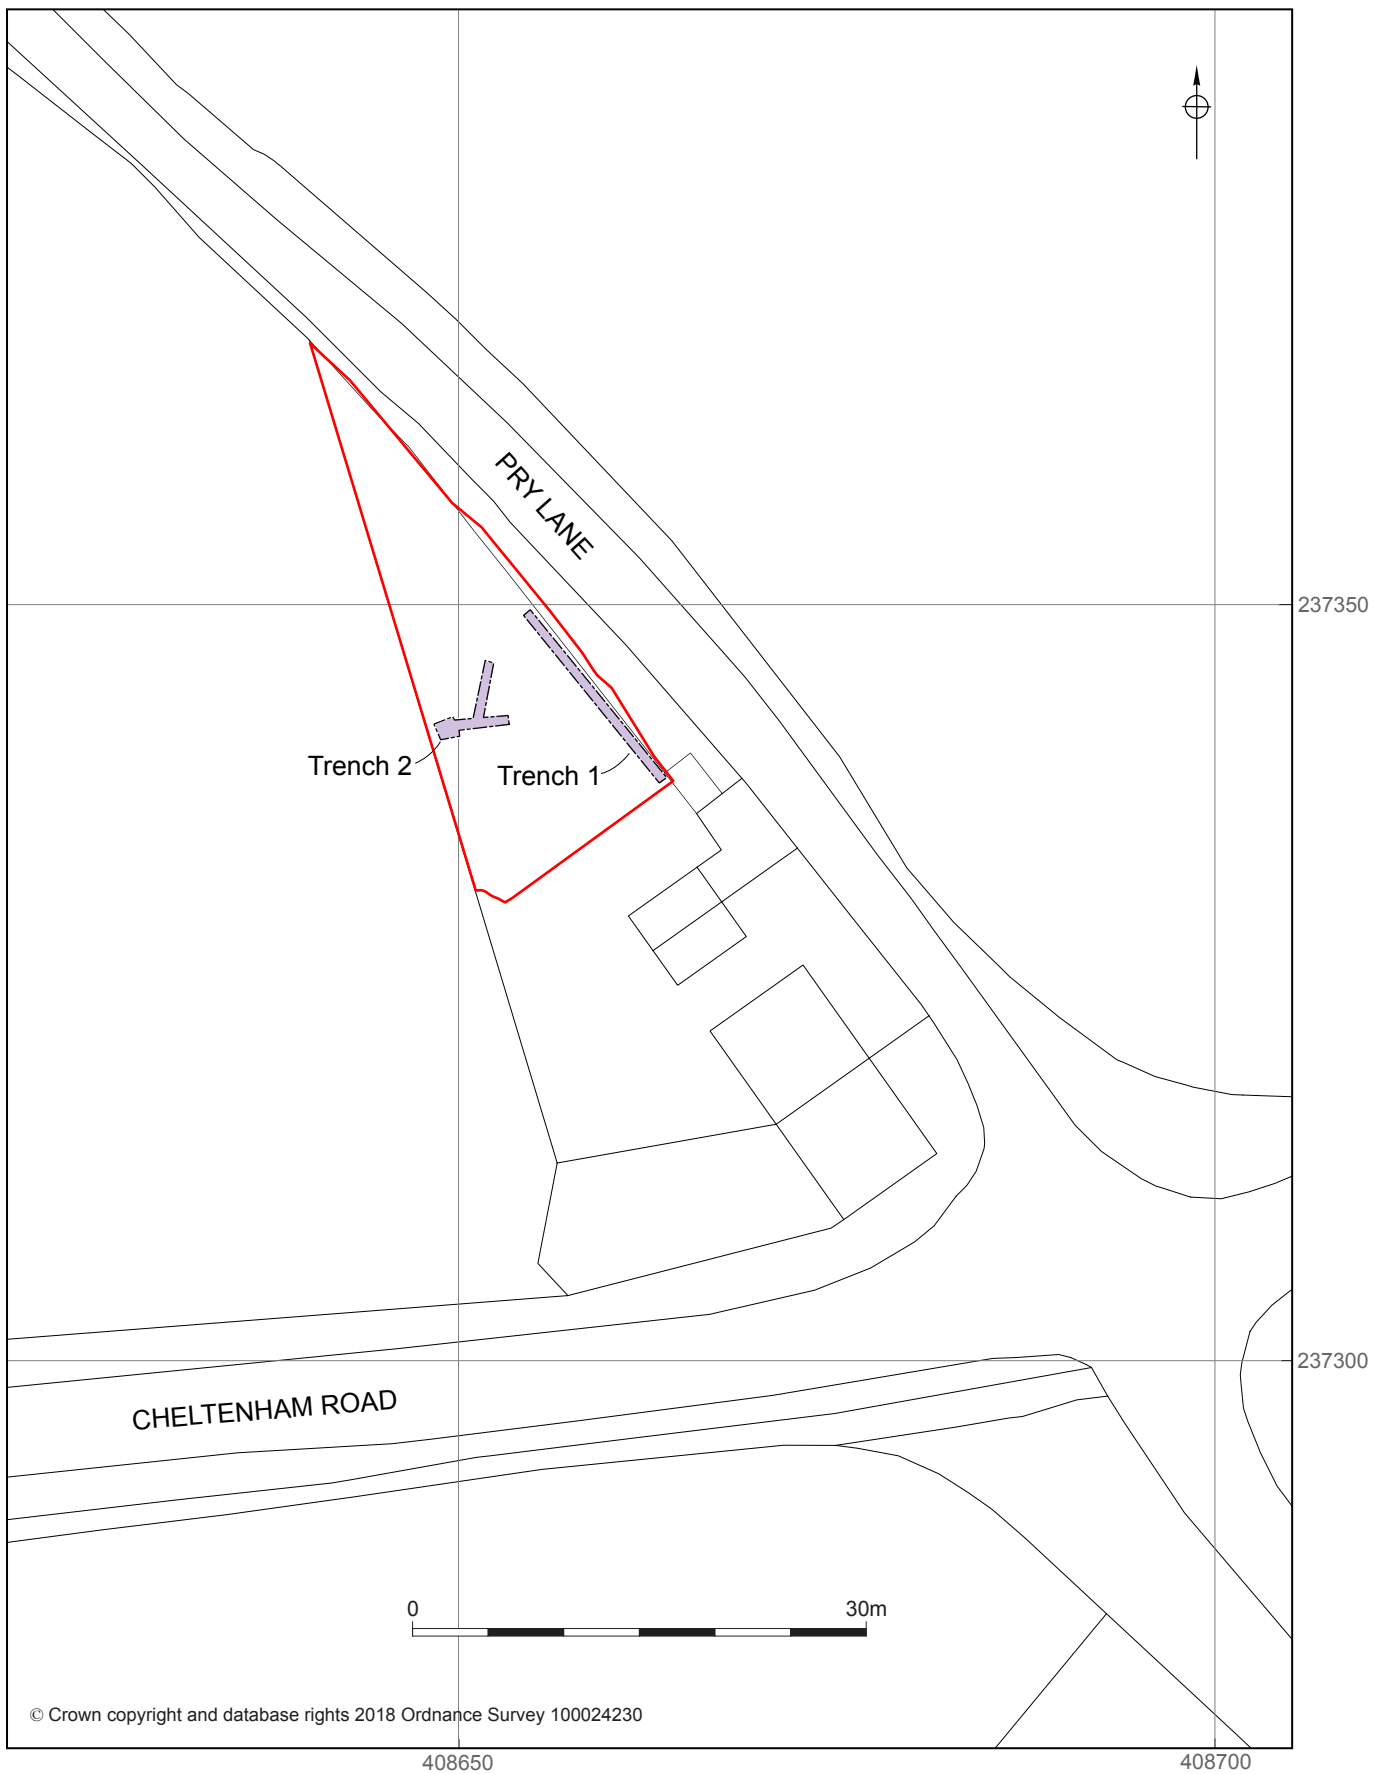 PRY LANE
237350
Trench 2
Trench 1
237300
CHELTENHAM ROAD
0
30m
© Crown copyright and database rights 2018 Ordnance Survey 100024230
408650
408700